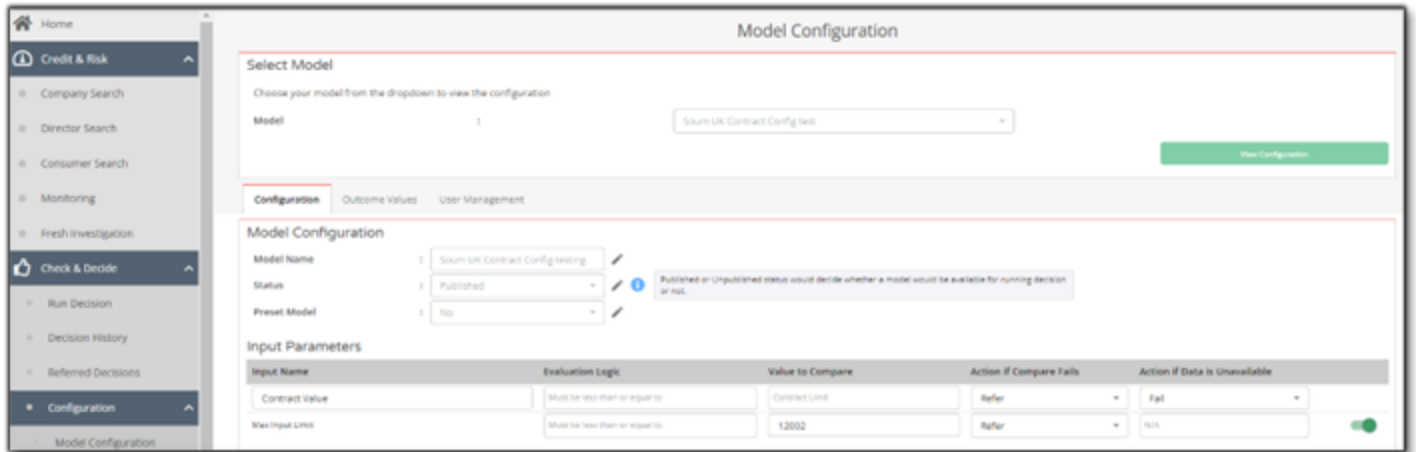 Home
Credit & Risk
Company Search
Director Search
Consumer Search
Monitoring
Fresh Investigation
Check & Decide
Run Decision
Decision History
Referred Decisions
Configuration
Model Configuration
Model Configuration
Select Model
Choose your model from the dropdown to view the configuration
Model :
Soum UK Contract Config test
View Configuration
Configuration Outcome Values User Management
Model Configuration
Model Name : Soum UK Contract Config testing
Status : Published
Published or Unpublished status would decide whether a model would be available for running decision
or not.
Preset Model : No
Input Parameters
Input Name Evaluation Logic Value to Compare Action if Compare Fails Action if Data is Unavailable
Contract Value Must be less than or equal to Contract Limit Refer Fail
Max Input Limit Must be less than or equal to 12002 Refer N/A